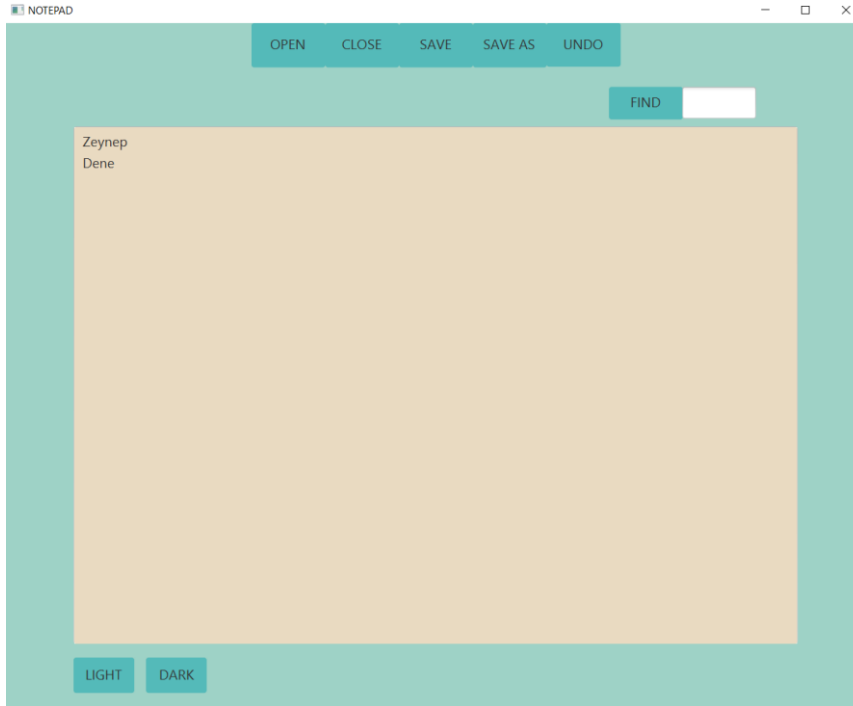 NOTEPAD
OPEN CLOSE SAVE SAVE AS UNDO
FIND
Zeynep
Dene
LIGHT DARK